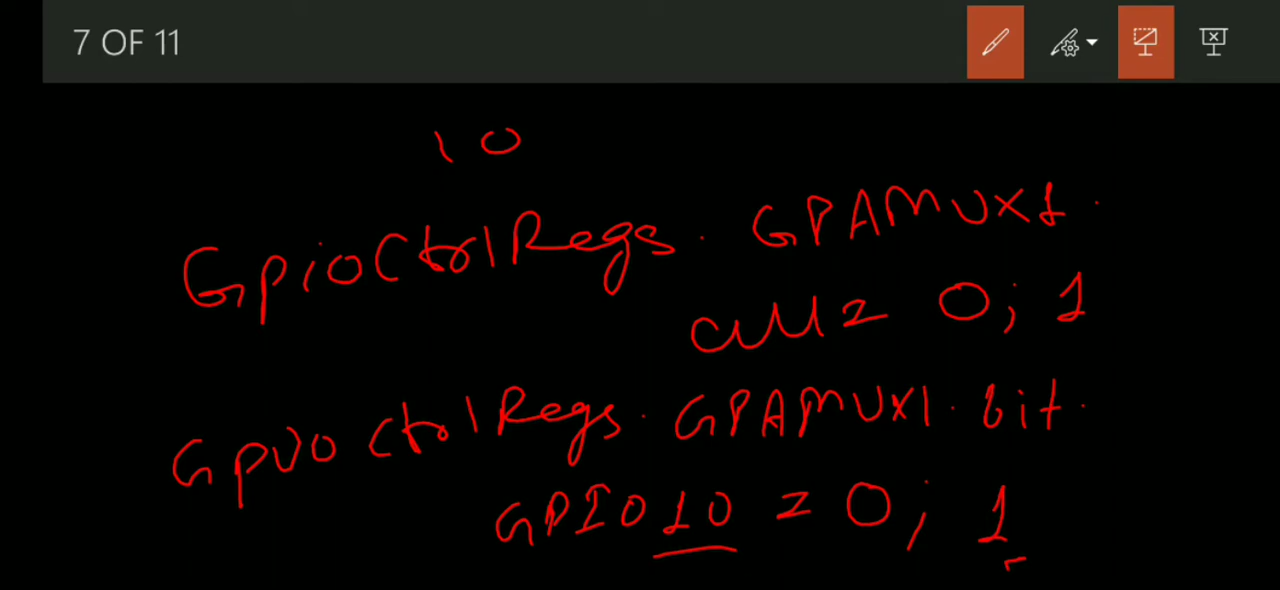 7 OF 11
10
GpioCtrlRegs. GPAMUX1.
all = 0; 1
GpioCtrlRegs. GPAMUX1. bit.
GPIO10 = 0; 1